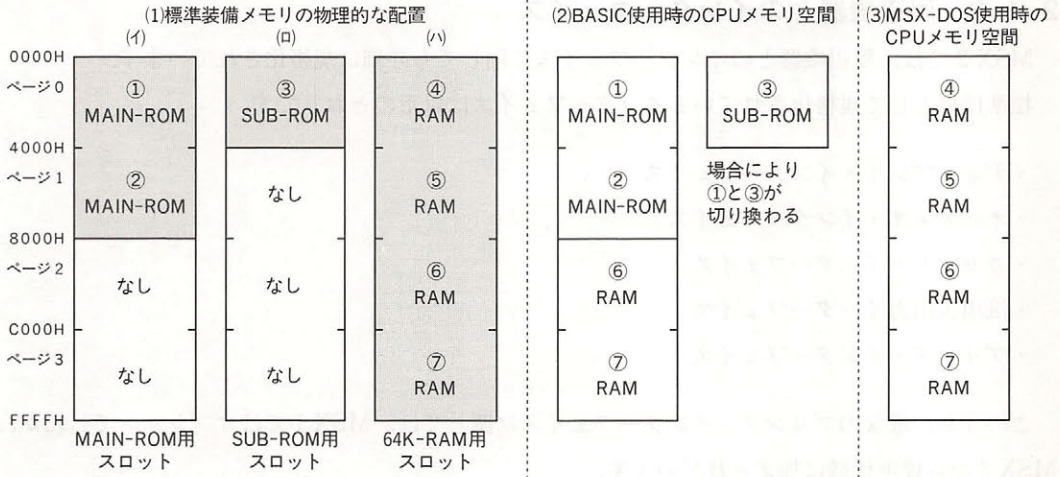 (1)標準装備メモリの物理的な配置
(イ) (ロ) (ハ)
0000H
ページ 0
4000H
ページ 1
8000H
ページ 2
C000H
ページ 3
FFFFH
①
MAIN-ROM
②
MAIN-ROM
なし
なし
MAIN-ROM用
スロット
③
SUB-ROM
なし
なし
なし
SUB-ROM用
スロット
④
RAM
⑤
RAM
⑥
RAM
⑦
RAM
64K-RAM用
スロット
(2)BASIC使用時のCPUメモリ空間
①
MAIN-ROM
②
MAIN-ROM
⑥
RAM
⑦
RAM
③
SUB-ROM
場合により
①と③が
切り換わる
(3)MSX-DOS使用時の
CPUメモリ空間
④
RAM
⑤
RAM
⑥
RAM
⑦
RAM